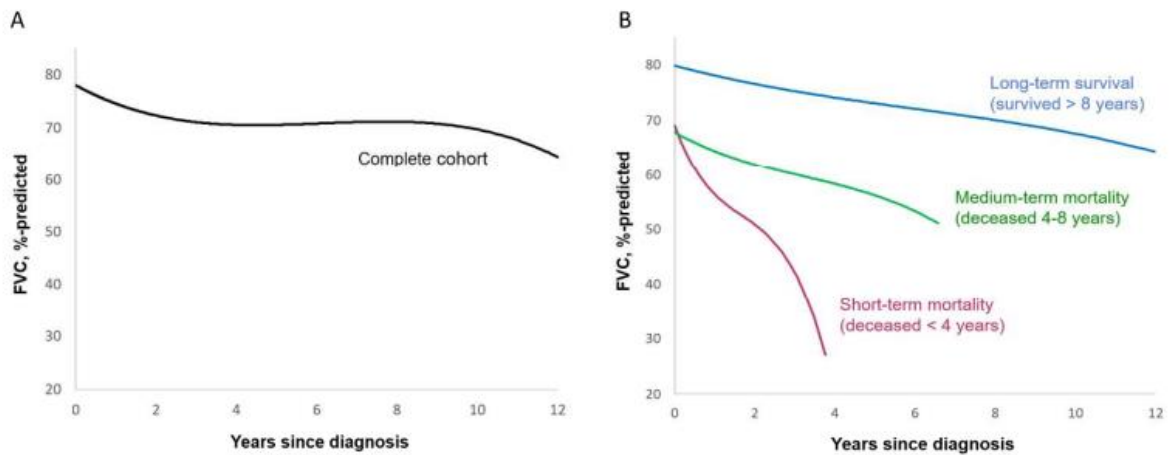 A
80
70
60
50
40
30
20
0 2 4 6 8 10 12
FVC, %-predicted
Years since diagnosis
Complete cohort
B
80
70
60
50
40
30
20
0 2 4 6 8 10 12
FVC, %-predicted
Years since diagnosis
Long-term survival
(survived > 8 years)
Medium-term mortality
(deceased 4-8 years)
Short-term mortality
(deceased < 4 years)